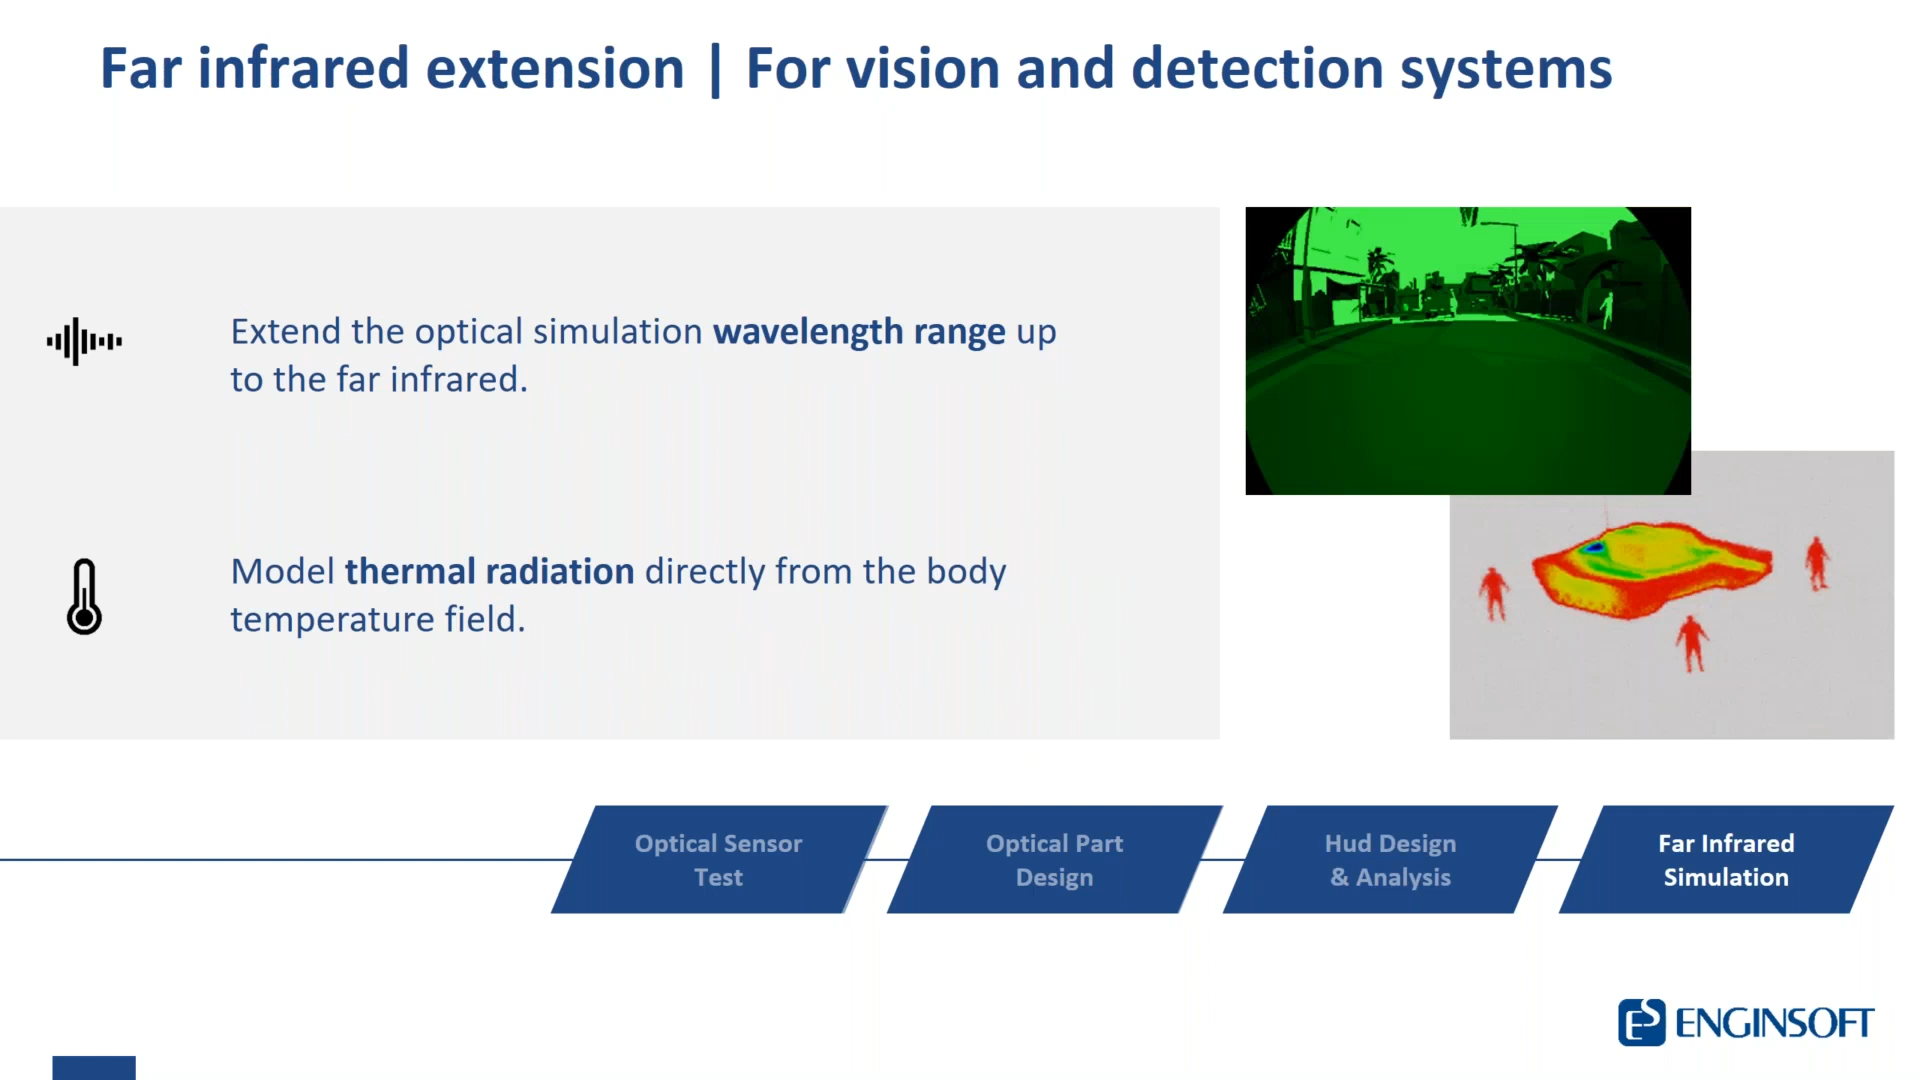 Far infrared extension | For vision and detection systems
Extend the optical simulation wavelength range up
to the far infrared.
Model thermal radiation directly from the body
temperature field.
Optical Sensor
Test
Optical Part
Design
Hud Design
& Analysis
Far Infrared
Simulation
ES ENGINSOFT